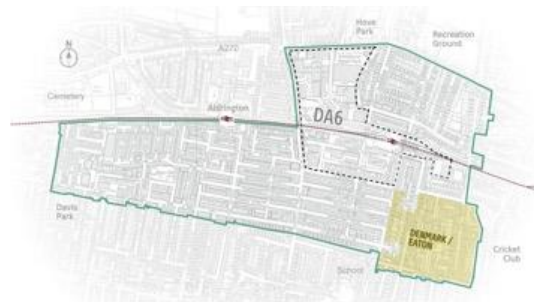 Hove
Park
Recreation
Ground
N
A270
Cemetery
Aldrington
DA6
Davis
Park
DENMARK /
EATON
Cricket
Club
School